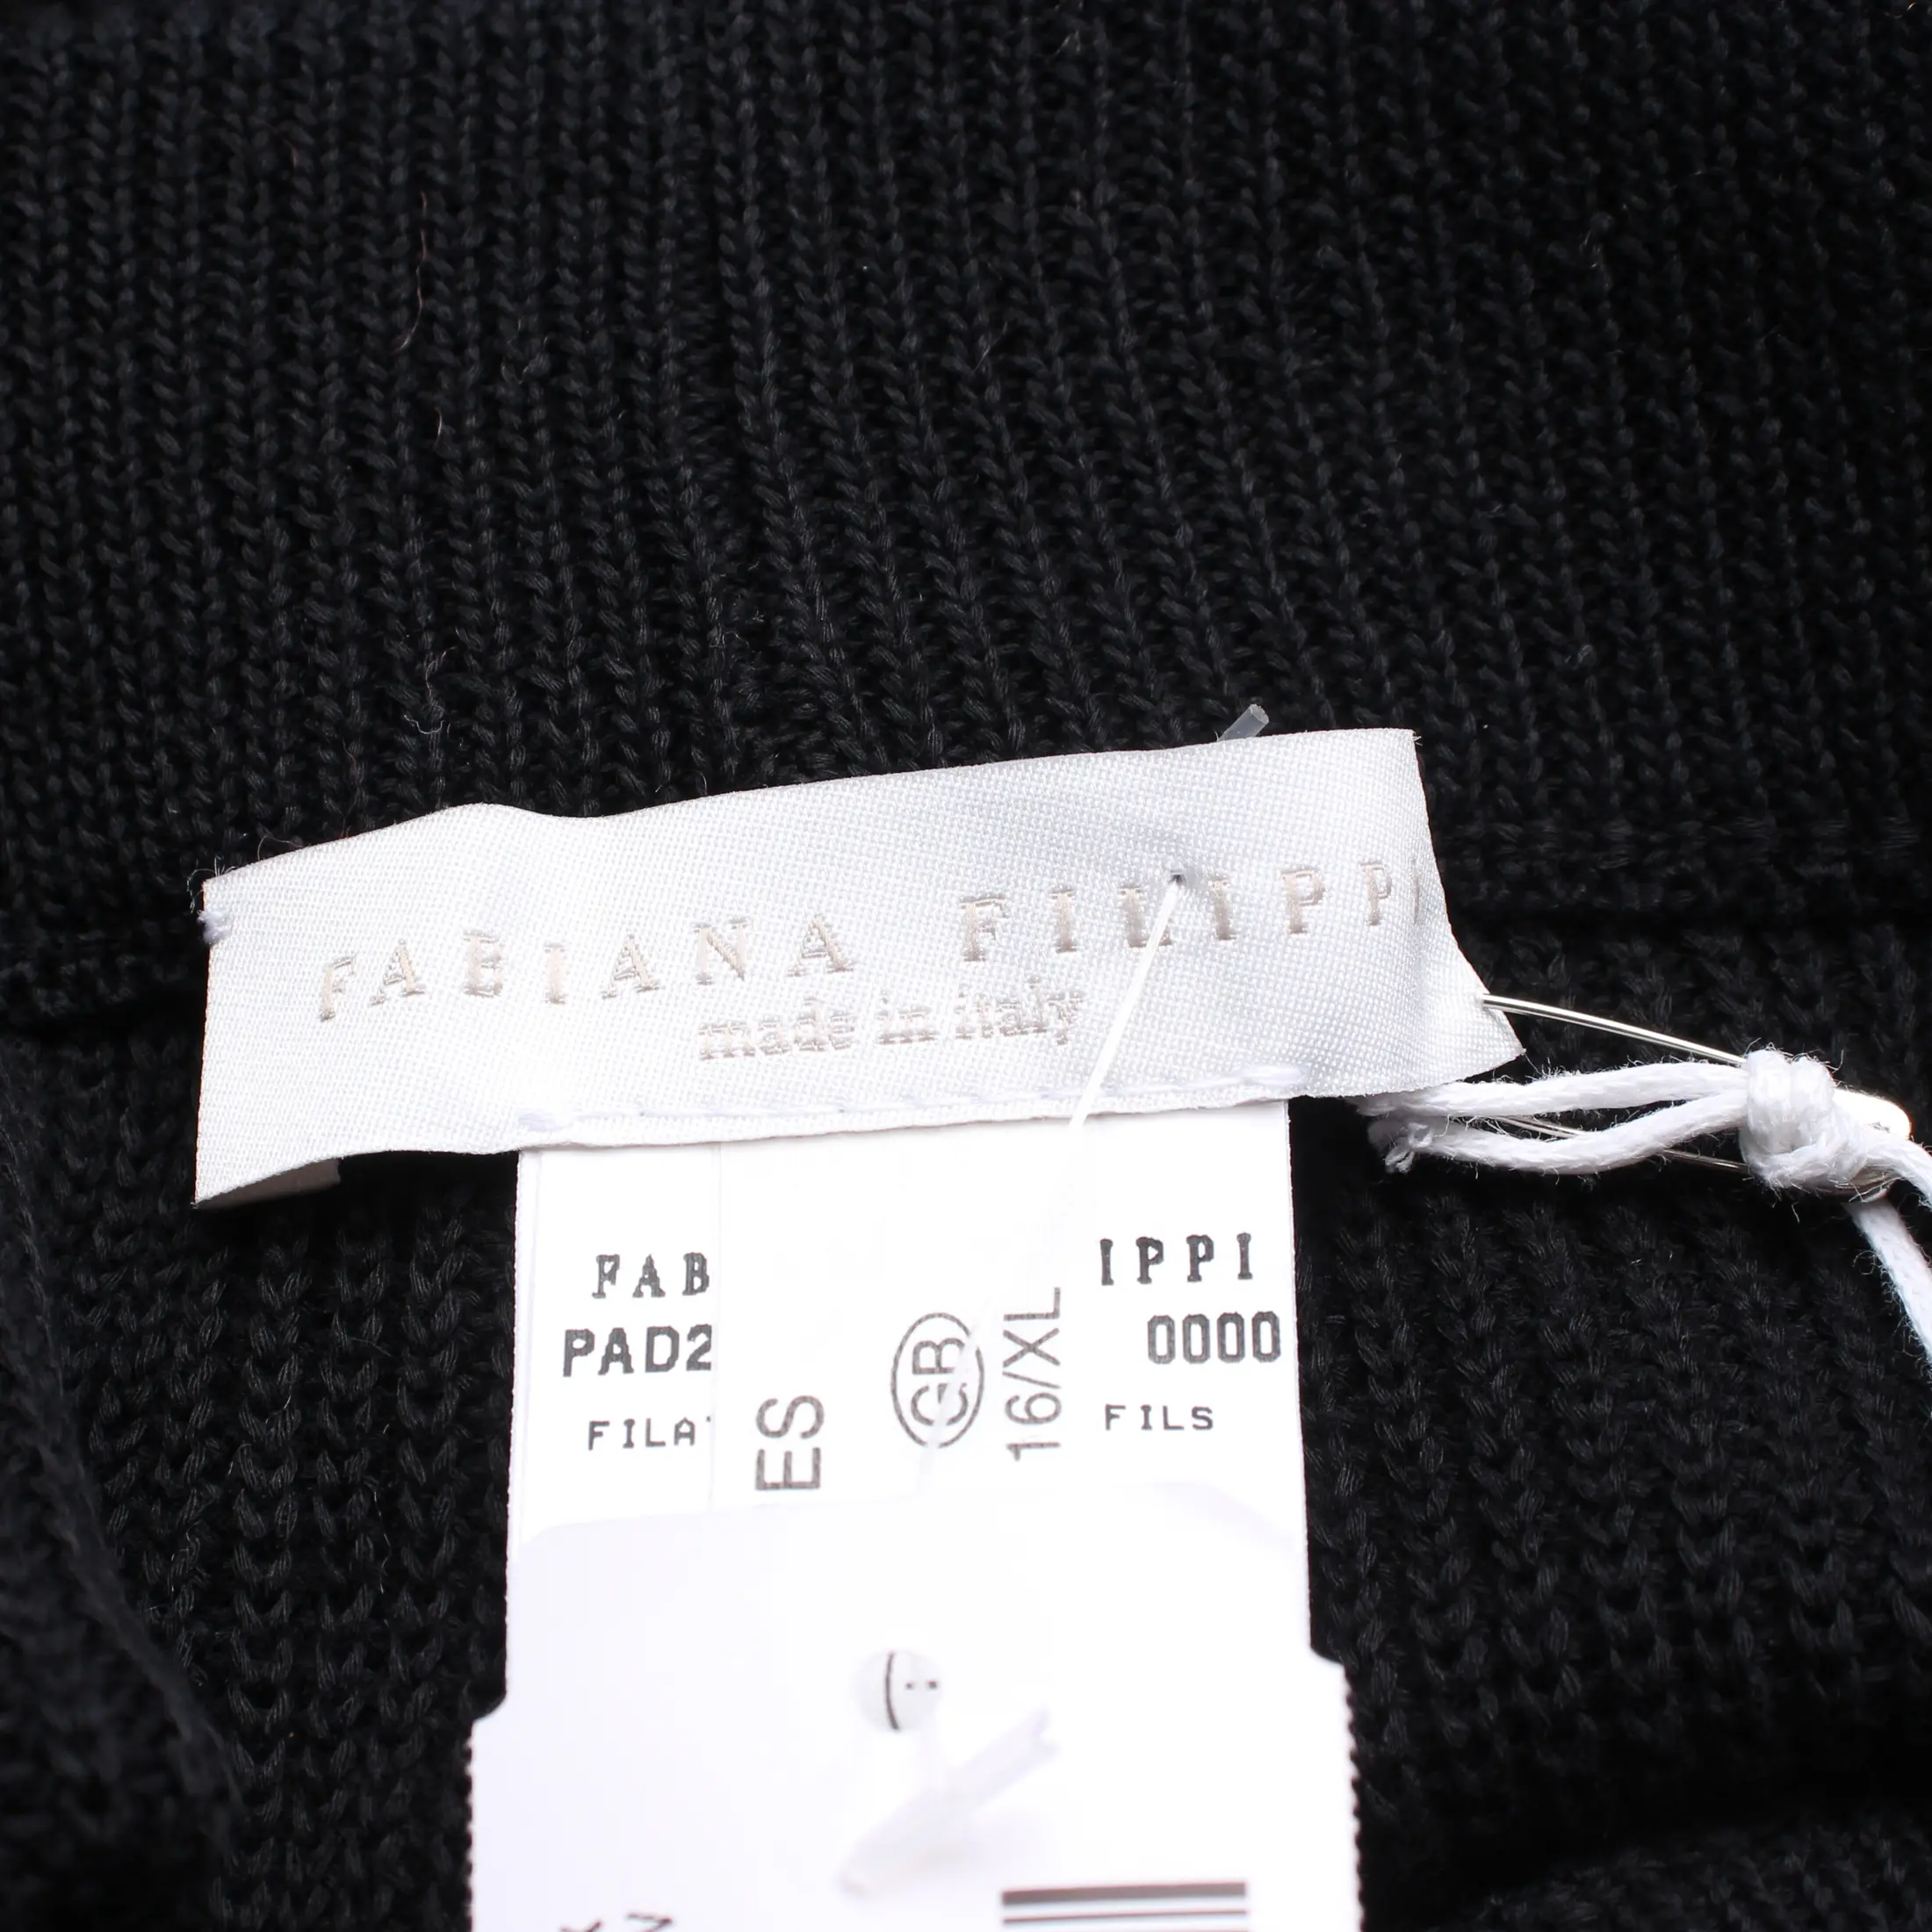 FABIANA FILIPPI
made in italy
FAB IPPI
PAD2 0000
FILA FILS
ES
GB
16/XL